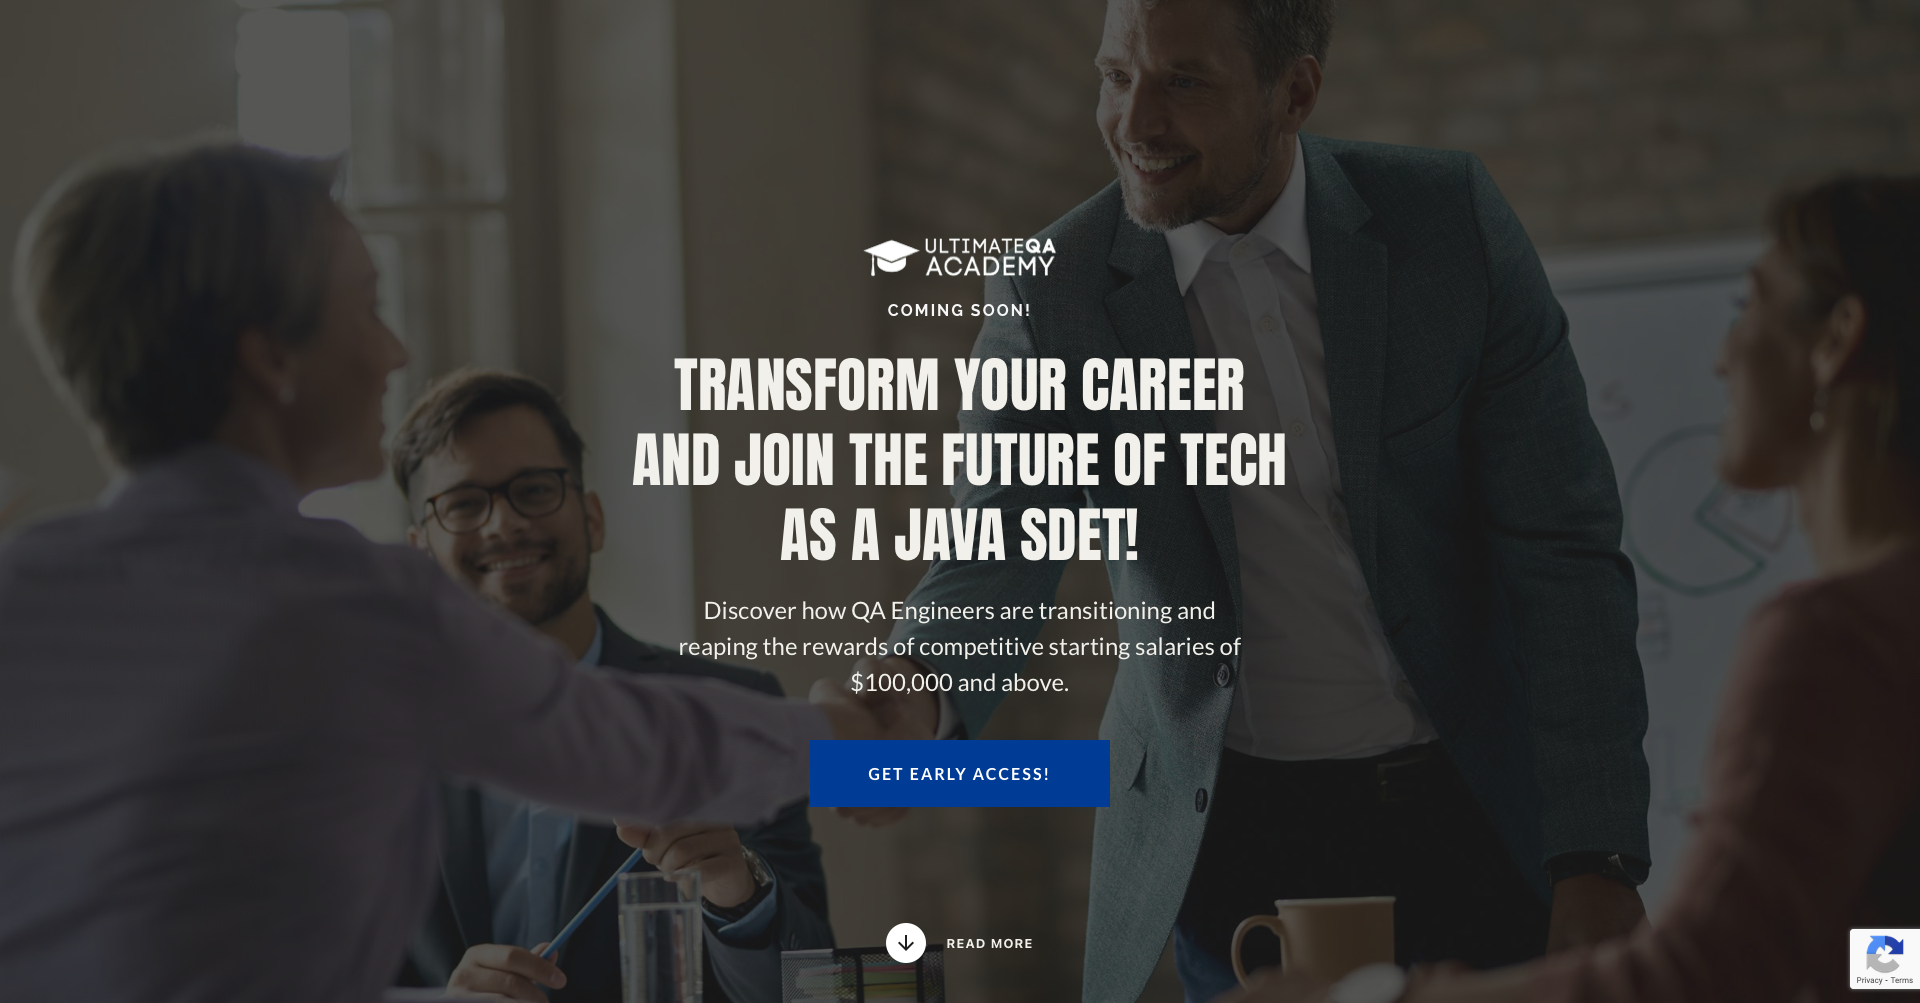 ULTIMATEQA
ACADEMY
COMING SOON!
TRANSFORM YOUR CAREER
AND JOIN THE FUTURE OF TECH
AS A JAVA SDET!
Discover how QA Engineers are transitioning and
reaping the rewards of competitive starting salaries of
$100,000 and above.
GET EARLY ACCESS!
READ MORE
Privacy - Terms